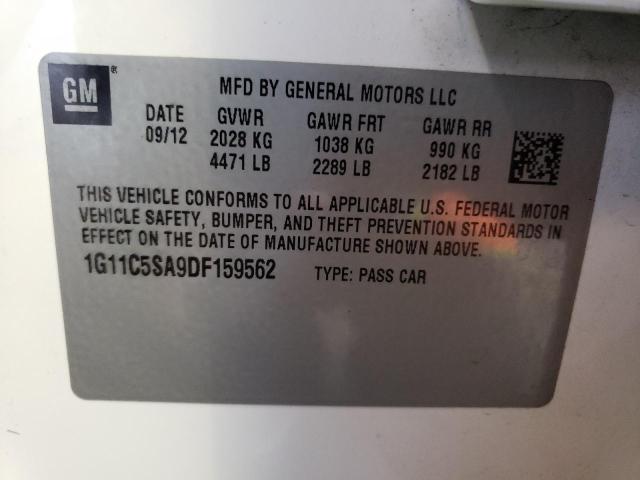 GM®
MFD BY GENERAL MOTORS LLC
DATE GVWR GAWR FRT GAWR RR
09/12 2028 KG 1038 KG 990 KG
4471 LB 2289 LB 2182 LB
THIS VEHICLE CONFORMS TO ALL APPLICABLE U.S. FEDERAL MOTOR
VEHICLE SAFETY, BUMPER, AND THEFT PREVENTION STANDARDS IN
EFFECT ON THE DATE OF MANUFACTURE SHOWN ABOVE.
1G11C5SA9DF159562 TYPE: PASS CAR